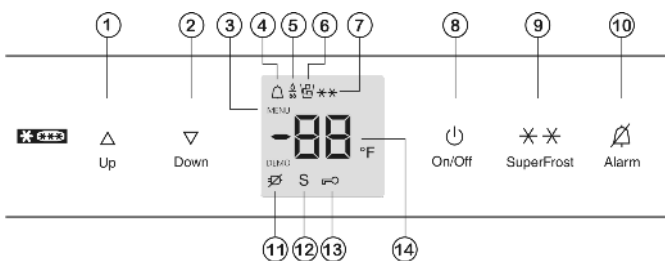 1 2 3 4 5 6 7 8 9 10
MENU
-88
°F
Up Down On/Off SuperFrost Alarm
DEMO
S
11 12 13 14